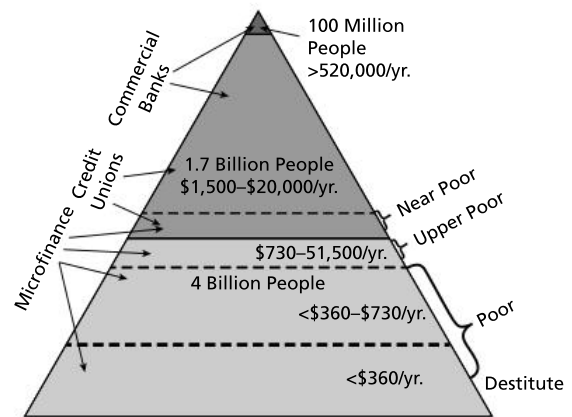 100 Million
People
>520,000/yr.
Commercial
Banks
1.7 Billion People
$1,500–$20,000/yr.
Credit
Unions
Near Poor
Upper Poor
Microfinance
$730–51,500/yr.
4 Billion People
<$360–$730/yr.
Poor
<$360/yr.
Destitute